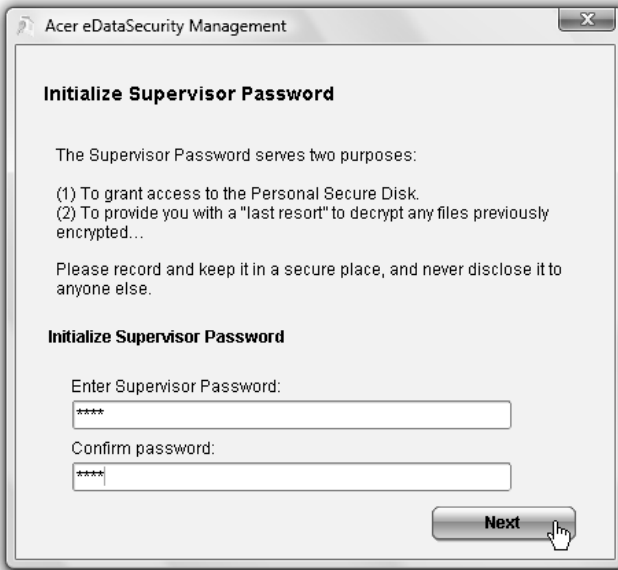 Acer eDataSecurity Management
Initialize Supervisor Password
The Supervisor Password serves two purposes:
(1) To grant access to the Personal Secure Disk.
(2) To provide you with a "last resort" to decrypt any files previously
encrypted...
Please record and keep it in a secure place, and never disclose it to
anyone else.
Initialize Supervisor Password
Enter Supervisor Password:
****
Confirm password:
****
Next